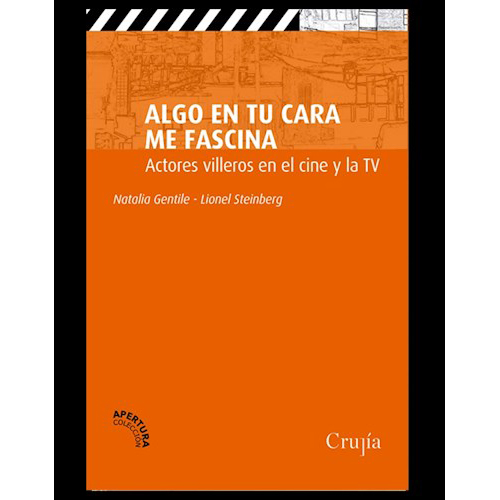 ALGO EN TU CARA
ME FASCINA
Actores villeros en el cine y la TV
Natalia Gentile - Lionel Steinberg
APERTURA
COLECCIÓN
Crujía